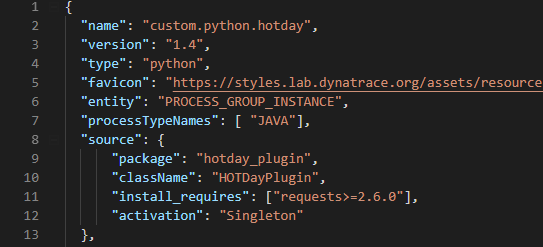 1 {
2 "name": "custom.python.hotday",
3 "version": "1.4",
4 "type": "python",
5 "favicon": "https://styles.lab.dynatrace.org/assets/resource
6 "entity": "PROCESS_GROUP_INSTANCE",
7 "processTypeNames": [ "JAVA"],
8 "source": {
9 "package": "hotday_plugin",
10 "className": "HOTDayPlugin",
11 "install_requires": ["requests>=2.6.0"],
12 "activation": "Singleton"
13 },